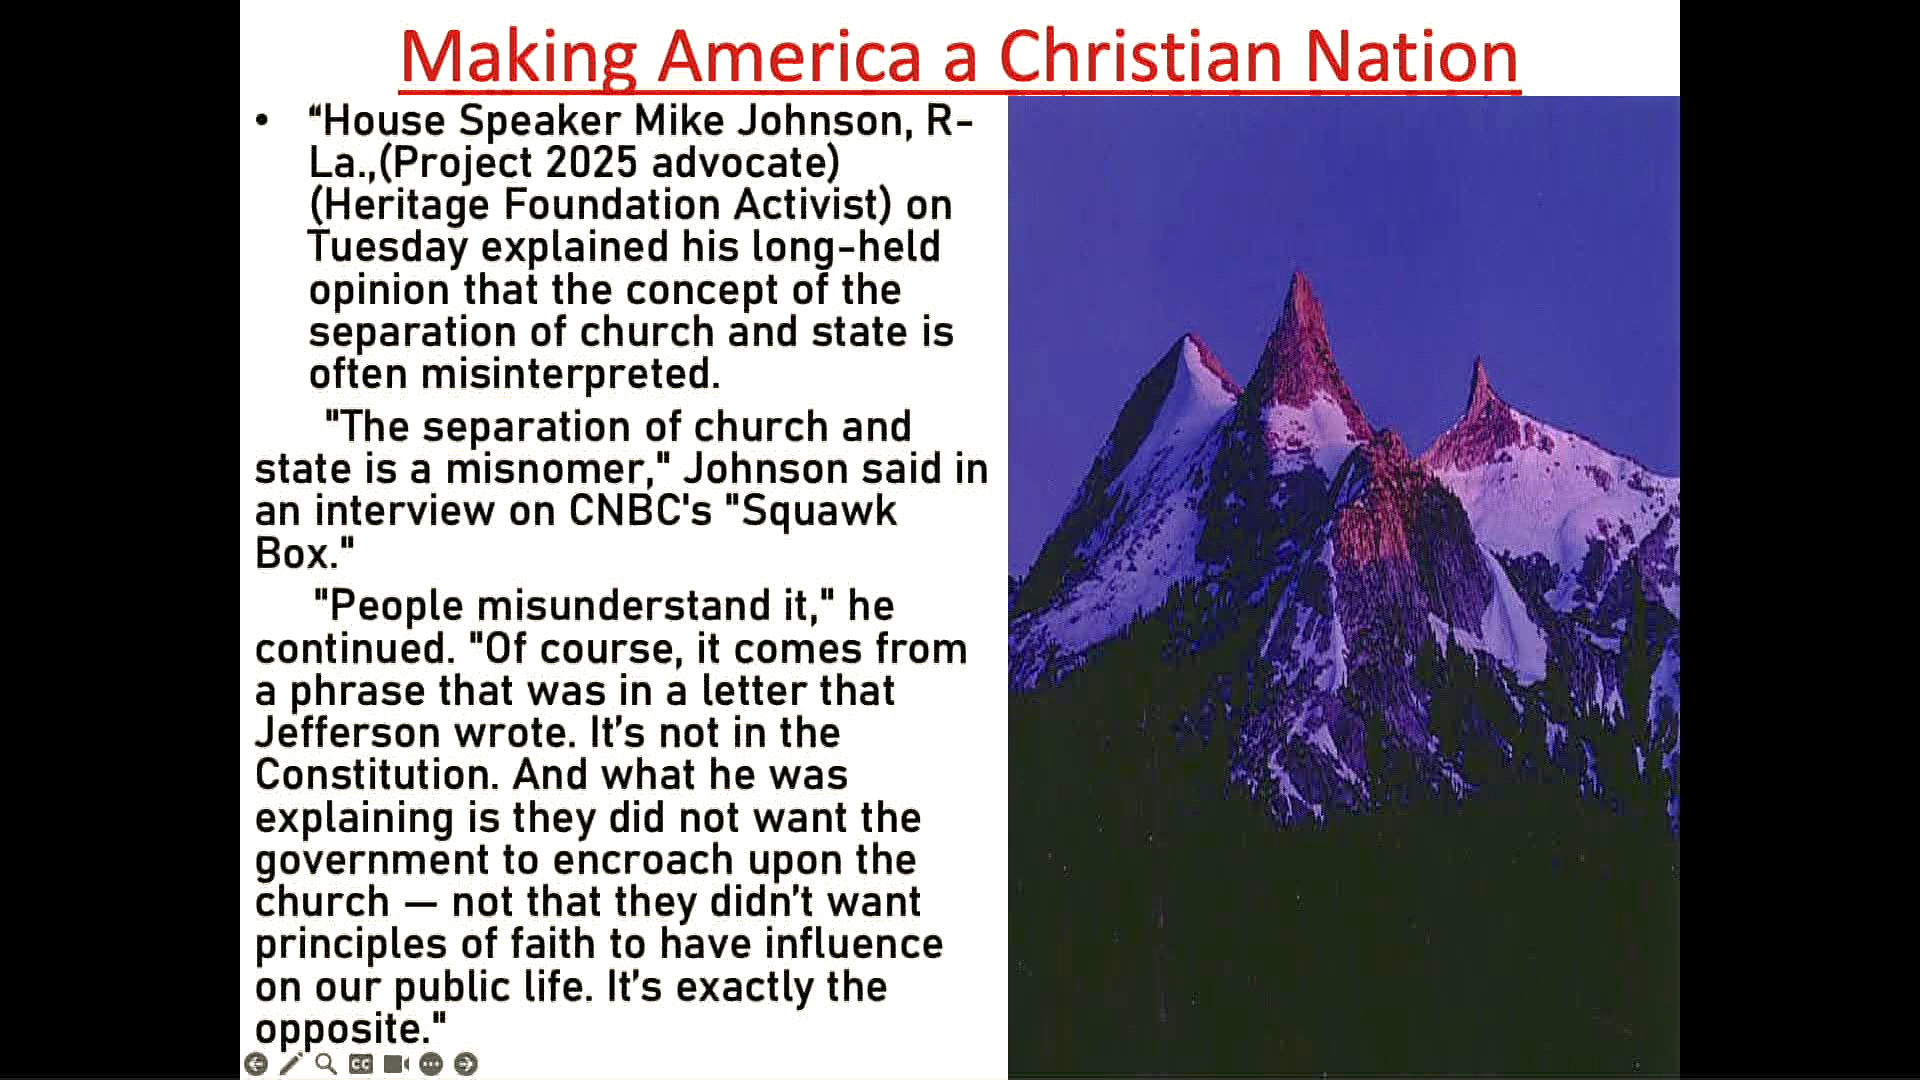 Making America a Christian Nation
• “House Speaker Mike Johnson, R-
La.,(Project 2025 advocate)
(Heritage Foundation Activist) on
Tuesday explained his long-held
opinion that the concept of the
separation of church and state is
often misinterpreted.
"The separation of church and
state is a misnomer," Johnson said in
an interview on CNBC's "Squawk
Box."
"People misunderstand it," he
continued. "Of course, it comes from
a phrase that was in a letter that
Jefferson wrote. It’s not in the
Constitution. And what he was
explaining is they did not want the
government to encroach upon the
church — not that they didn’t want
principles of faith to have influence
on our public life. It’s exactly the
opposite."
CC